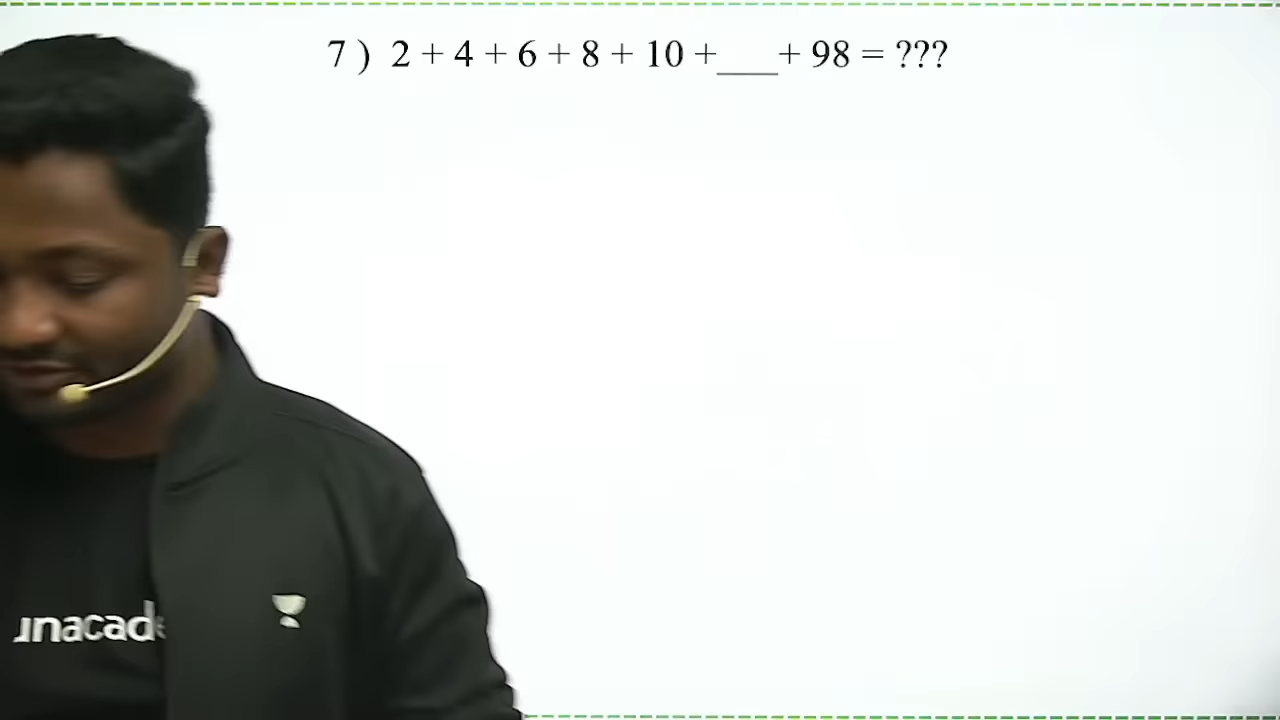 7 ) 2 + 4 + 6 + 8 + 10 +___+ 98 = ???